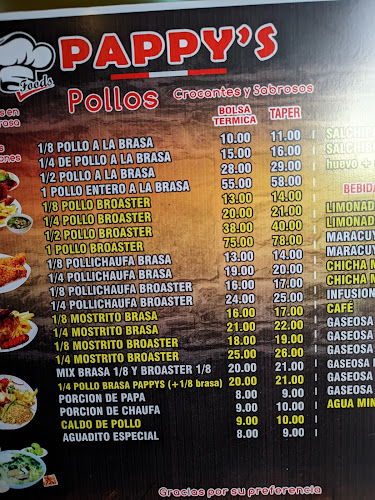 Foods
PAPPY'S
Pollos
Crocantes y Sabrosos
BOLSA TERMICA TAPER
1/8 POLLO A LA BRASA 10.00 11.00
1/4 DE POLLO A LA BRASA 15.00 16.00
1/2 POLLO A LA BRASA 28.00 29.00
1 POLLO ENTERO A LA BRASA 55.00 58.00
1/8 POLLO BROASTER 13.00 14.00
1/4 POLLO BROASTER 20.00 21.00
1/2 POLLO BROASTER 38.00 40.00
1 POLLO BROASTER 75.00 78.00
1/8 POLLICHAUFA BRASA 13.00 14.00
1/4 POLLICHAUFA BRASA 19.00 20.00
1/8 POLLICHAUFA BROASTER 16.00 17.00
1/4 POLLICHAUFA BROASTER 24.00 25.00
1/8 MOSTRITO BRASA 16.00 17.00
1/4 MOSTRITO BRASA 21.00 22.00
1/8 MOSTRITO BROASTER 18.00 19.00
1/4 MOSTRITO BROASTER 25.00 26.00
MIX BRASA 1/8 Y BROASTER 1/8 20.00 21.00
1/4 POLLO BRASA PAPPYS (+1/8 brasa) 20.00 21.00
PORCION DE PAPA 8.00 9.00
PORCION DE CHAUFA 9.00 10.00
CALDO DE POLLO 9.00 10.00
AGUADITO ESPECIAL 8.00 9.00
SALCHIP
SALCHIP
huevo +
BEBIDA
LIMONAD
LIMONAD
MARACUY
MARACUY
CHICHA M
CHICHA M
INFUSION
CAFÉ
GASEOSA
GASEOSA
GASEOSA
GASEOSA
GASEOSA
GASEOSA
AGUA MIN
Gracias por su preferencia